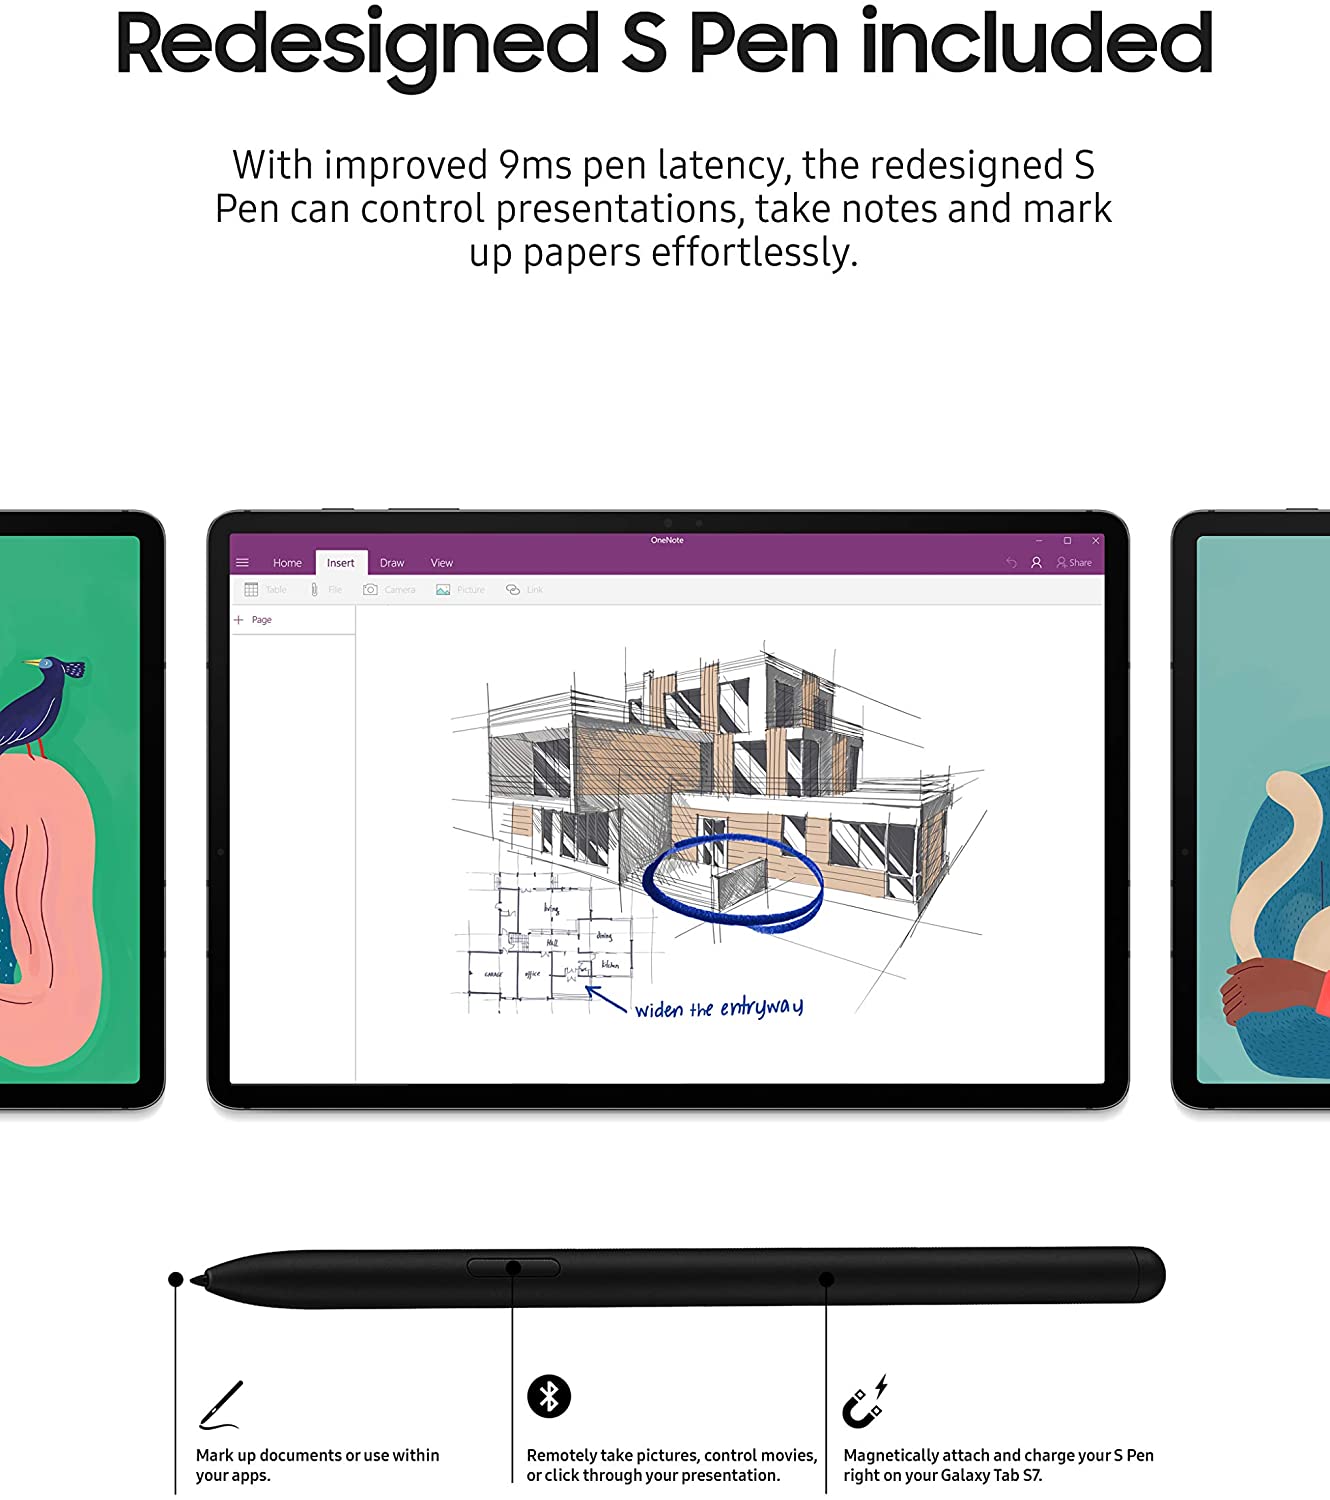 Redesigned S Pen included
With improved 9ms pen latency, the redesigned S
Pen can control presentations, take notes and mark
up papers effortlessly.
OneNote
Home Insert Draw View Share
Table File Camera Picture Link
+ Page
living
Hall dining
GARAGE office kitchen
widen the entryway
Mark up documents or use within
your apps.
Remotely take pictures, control movies,
or click through your presentation.
Magnetically attach and charge your S Pen
right on your Galaxy Tab S7.